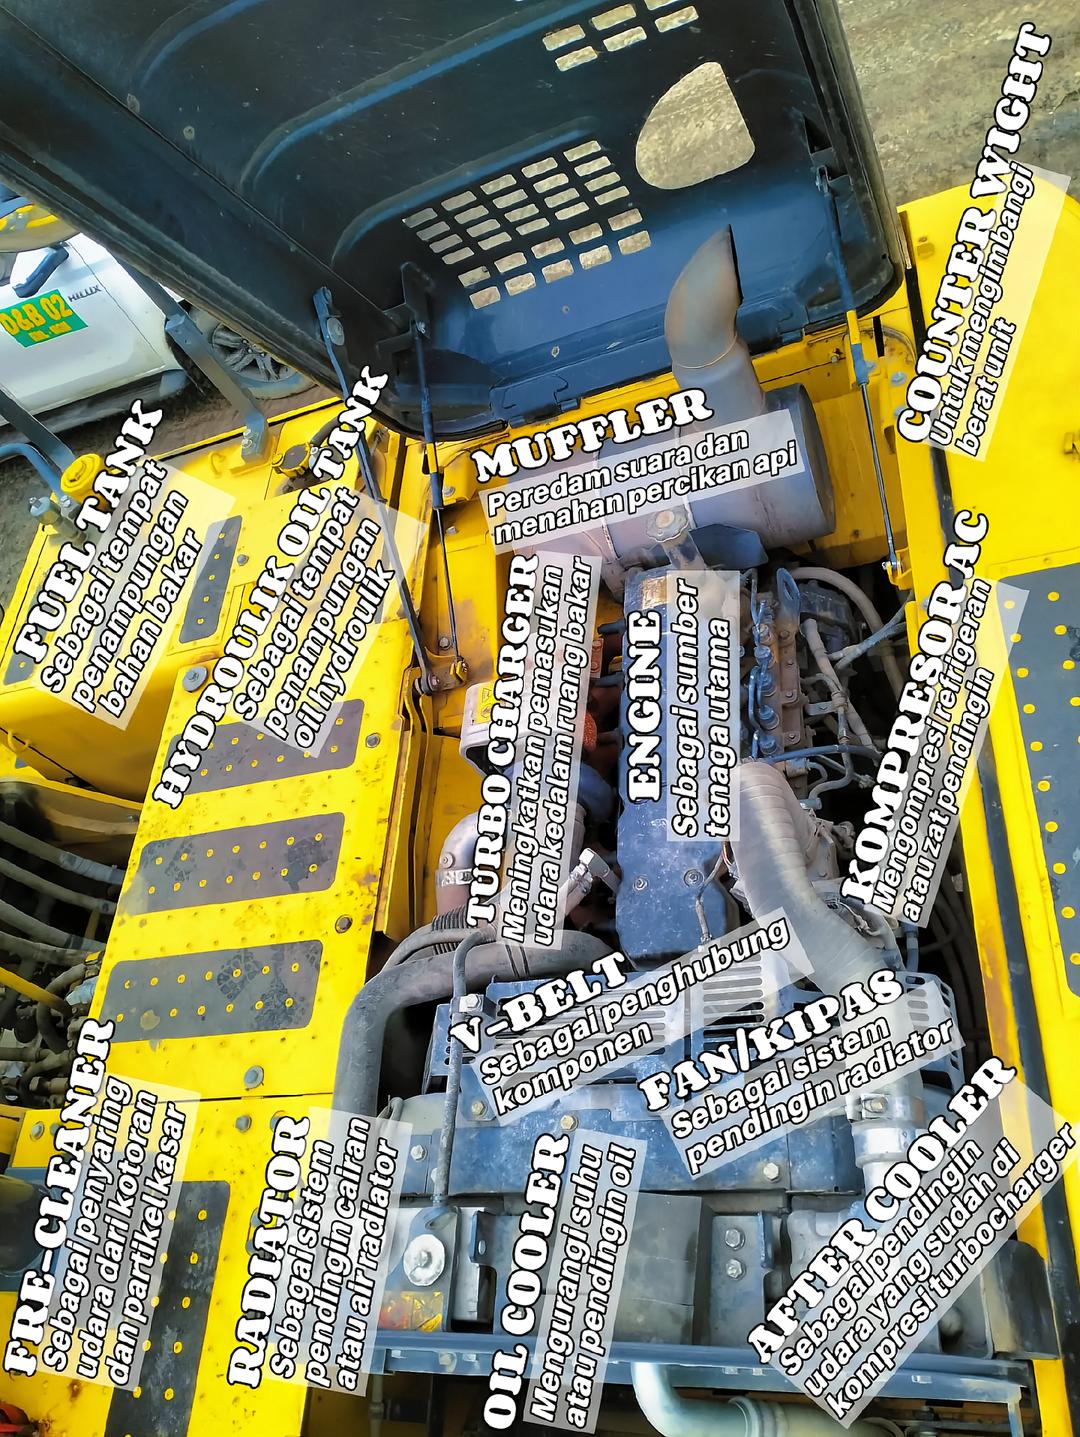 D&B 02
HILUX
COUNTER WIGHT
Untuk mengimbangi
berat unit
MUFFLER
Peredam suara dan
menahan percikan api
FUEL TANK
Sebagai tempat
penampungan
bahan bakar
HYDROULIK OIL TANK
Sebagai tempat
penampungan
oil hydroulik
TURBO CHARGER
Meningkatkan pemasukan
udara kedalam ruang bakar
ENGINE
Sebagai sumber
tenaga utama
KOMPRESOR AC
Mengompresi refrigeran
atau zat pendingin
V-BELT
Sebagai penghubung
komponen
FAN/KIPAS
Sebagai sistem
pendingin radiator
FRE-CLEANER
Sebagai penyaring
udara dari kotoran
dan partikel kasar
RADIATOR
Sebagai sistem
pendingin cairan
atau air radiator
OIL COOLER
Mengurangi suhu
atau pendingin oil
AFTER COOLER
Sebagai pendingin
udara yang sudah di
kompresi turbocharger